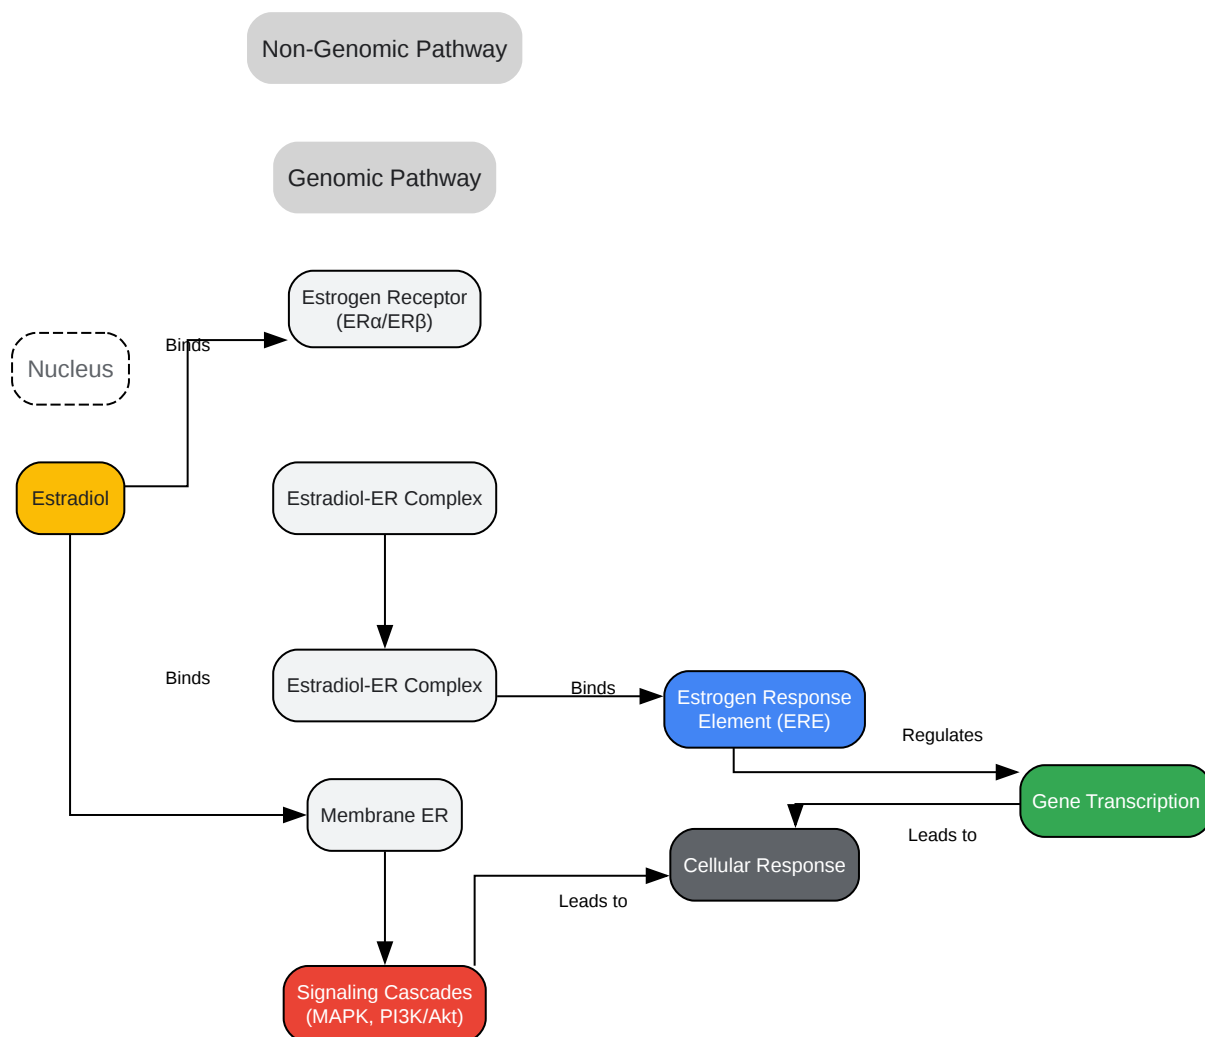 Non-Genomic Pathway
Genomic Pathway
Estrogen Receptor
(ERα/ERβ)
Binds
Nucleus
Estradiol
Estradiol-ER Complex
Binds
Estradiol-ER Complex
Binds
Estrogen Response
Element (ERE)
Regulates
Gene Transcription
Membrane ER
Leads to
Cellular Response
Leads to
Signaling Cascades
(MAPK, PI3K/Akt)